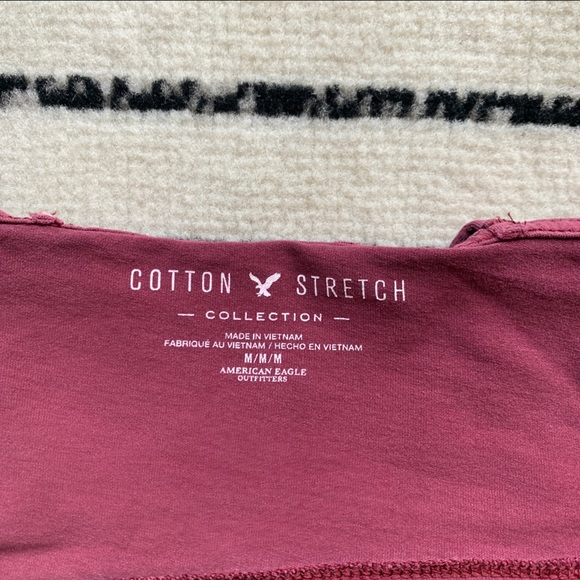 COTTON STRETCH
— COLLECTION —
MADE IN VIETNAM
FABRIQUÉ AU VIETNAM / HECHO EN VIETNAM
M/M/M
AMERICAN EAGLE
OUTFITTERS